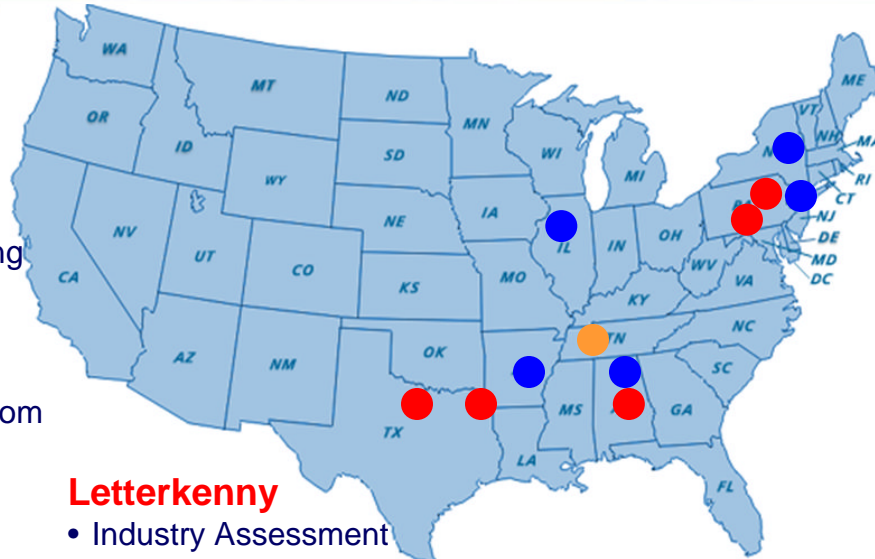 WA
MT
ND
MN
ME
VT
NH
OR
ID
SD
WI
MI
MA
WY
RI
CT
IA
NE
NJ
NV
UT
IL
IN
OH
DE
ng
MD
CA
CO
KS
MO
WV
VA
DC
KY
NC
TN
AZ
NM
OK
SC
om
TX
MS
GA
LA
FL
Letterkenny
• Industry Assessment